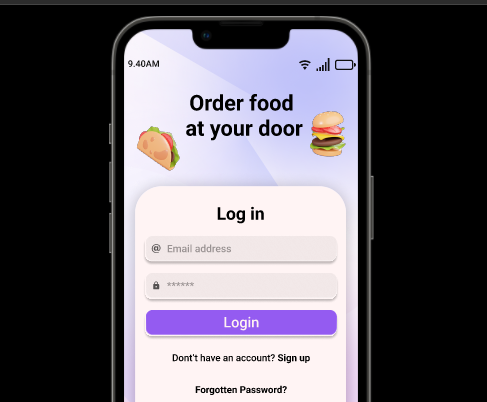 9.40AM
Order food
at your door
Log in
@ Email address
******
Login
Dont't have an account? Sign up
Forgotten Password?